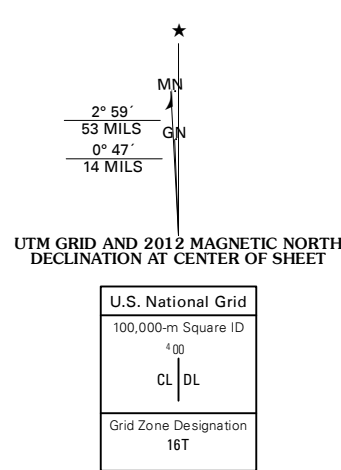 ★
MN
2° 59´
53 MILS
GN
0° 47´
14 MILS
UTM GRID AND 2012 MAGNETIC NORTH
DECLINATION AT CENTER OF SHEET
U.S. National Grid
100,000-m Square ID
⁴00
CL DL
Grid Zone Designation
16T